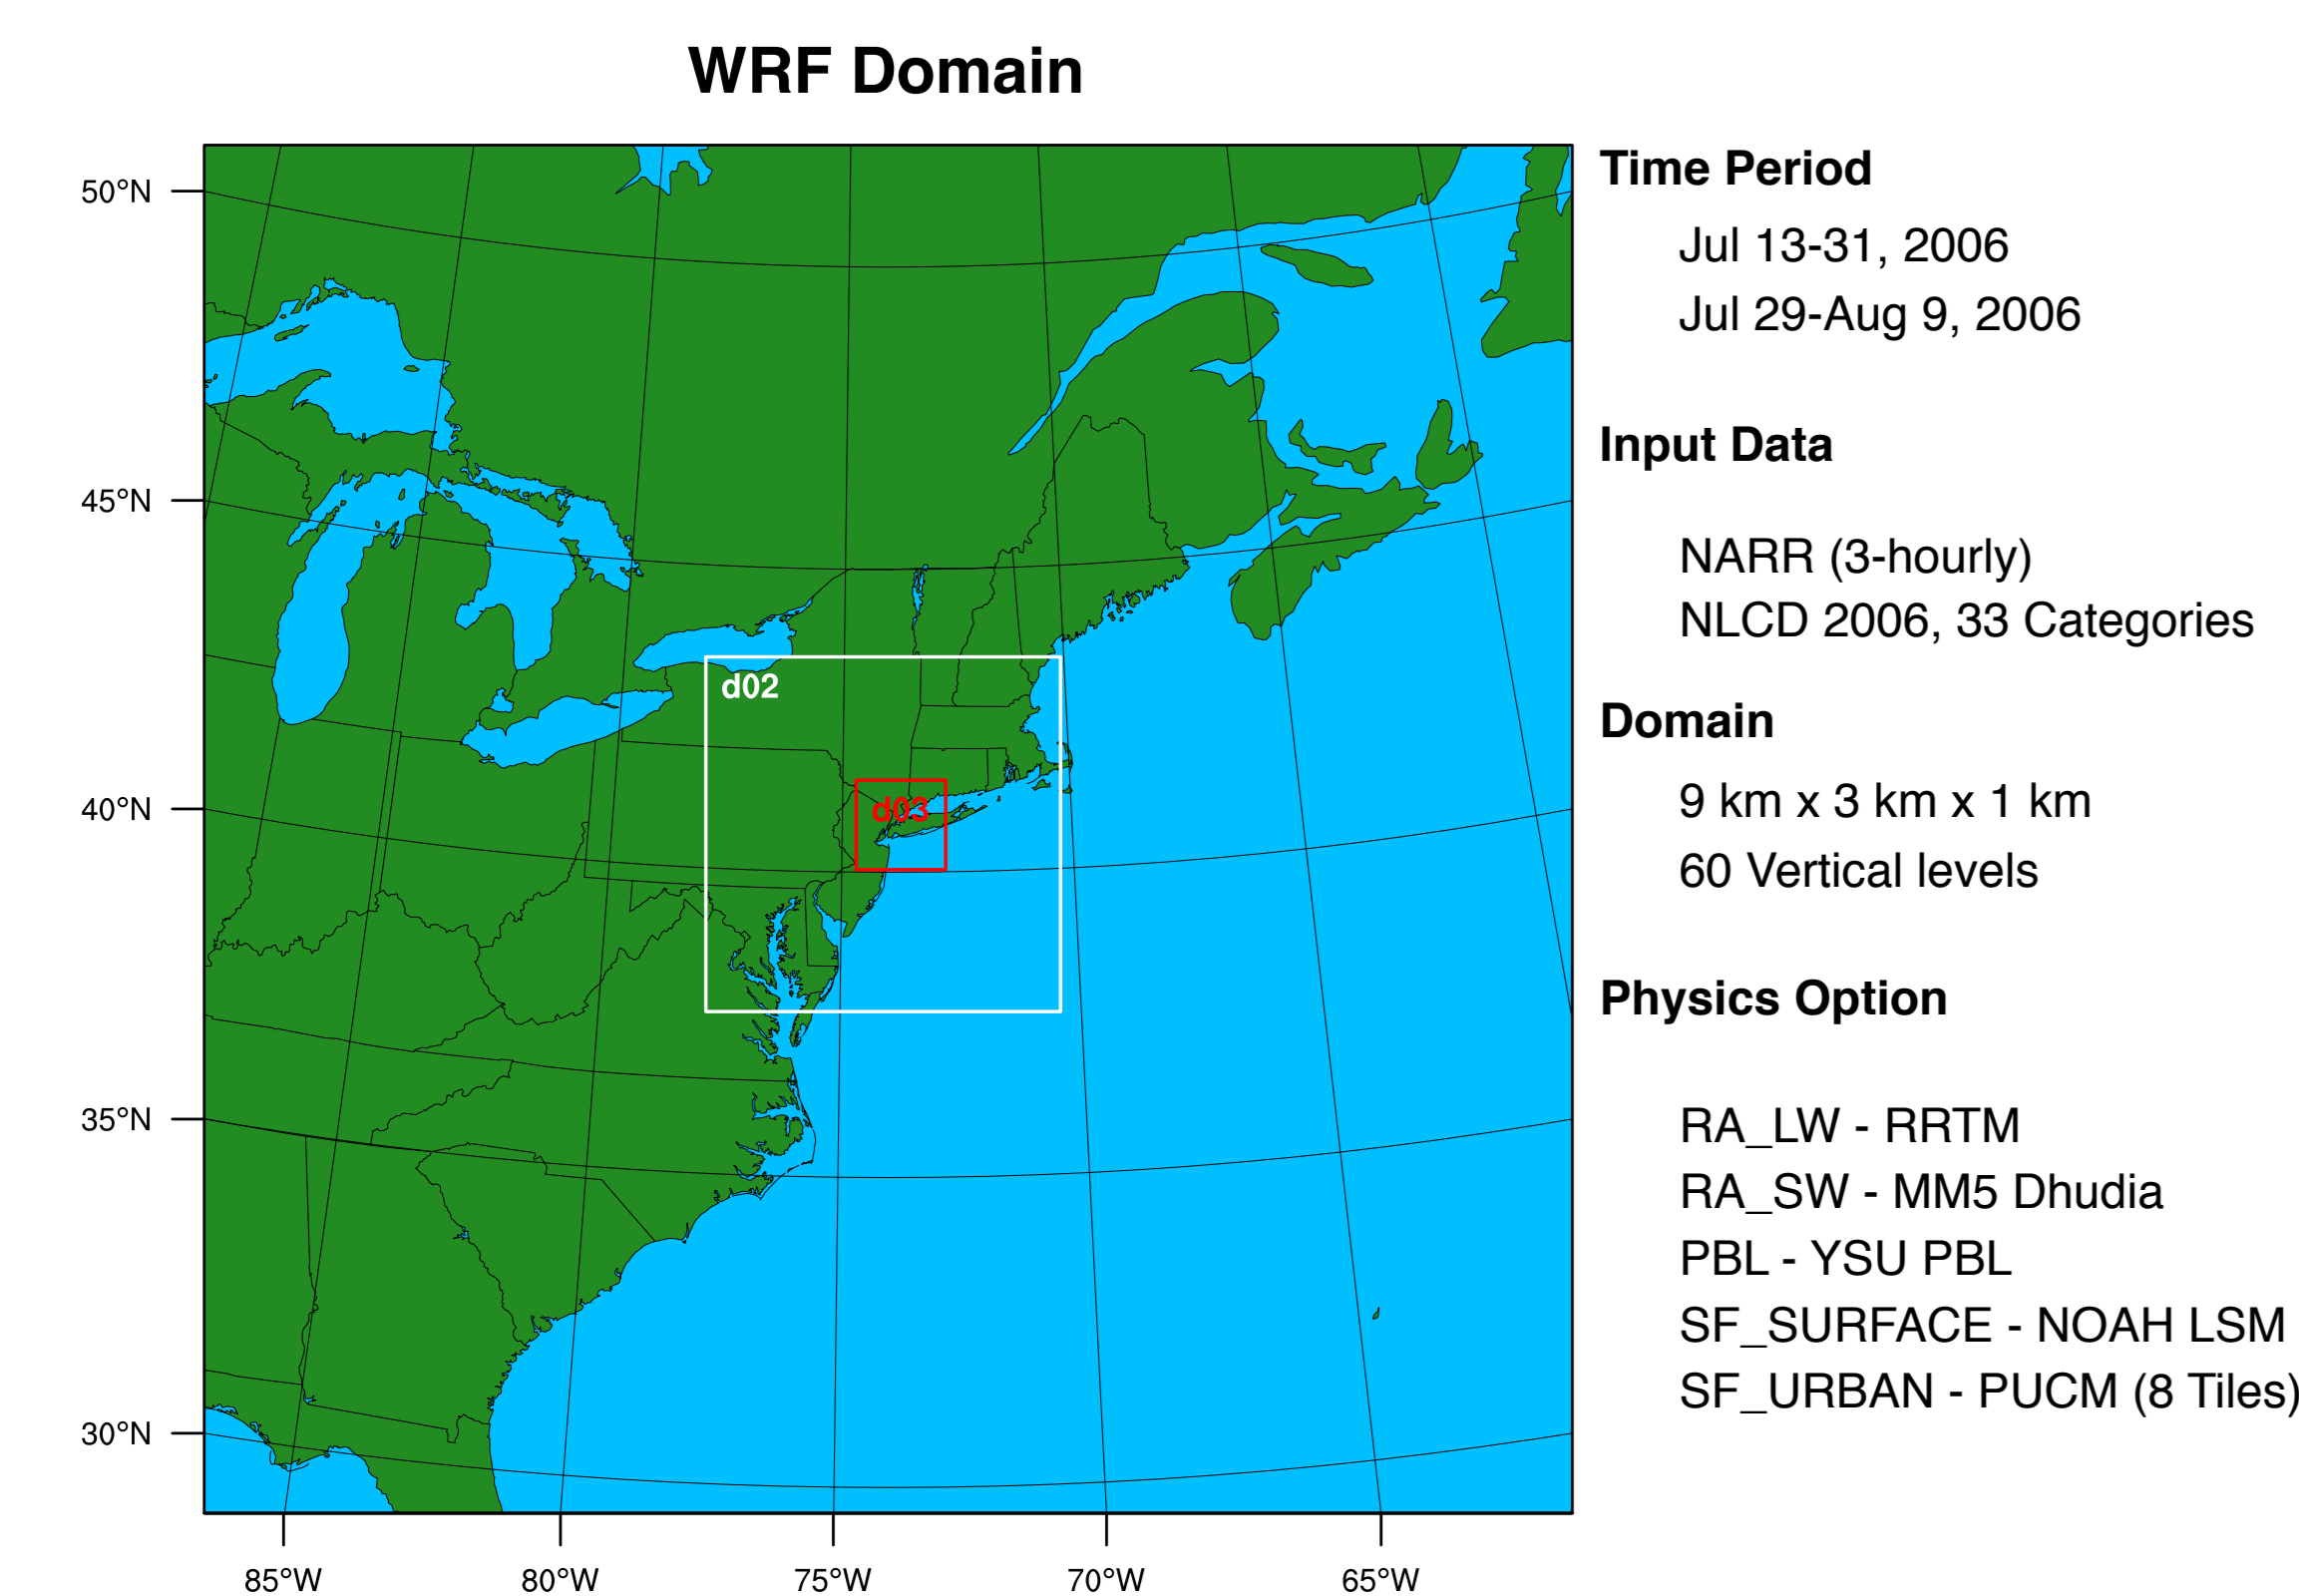 WRF Domain
50°N
45°N
40°N
35°N
30°N
85°W
80°W
75°W
70°W
65°W
d02
d03
Time Period
Jul 13-31, 2006
Jul 29-Aug 9, 2006
Input Data
NARR (3-hourly)
NLCD 2006, 33 Categories
Domain
9 km x 3 km x 1 km
60 Vertical levels
Physics Option
RA_LW - RRTM
RA_SW - MM5 Dhudia
PBL - YSU PBL
SF_SURFACE - NOAH LSM
SF_URBAN - PUCM (8 Tiles)